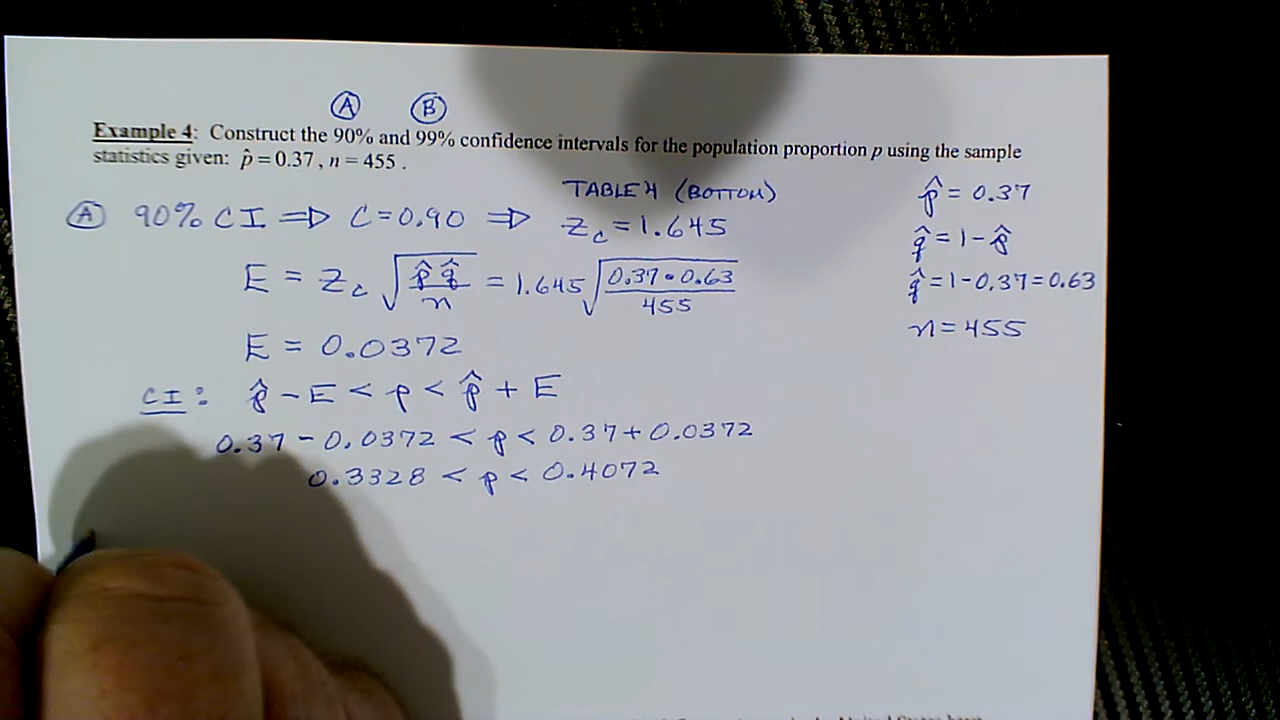 Ⓐ Ⓑ
Example 4: Construct the 90% and 99% confidence intervals for the population proportion p using the sample
statistics given: p̂ = 0.37, n = 455.
TABLE 4 (BOTTOM)
Ⓐ 90% CI ⇒ C=0.90 ⇒ z_c = 1.645
E = z_c √(p̂ q̂ / n) = 1.645 √(0.37 • 0.63 / 455)
E = 0.0372
CI: p̂ - E < p < p̂ + E
0.37 - 0.0372 < p < 0.37 + 0.0372
0.3328 < p < 0.4072
p̂ = 0.37
q̂ = 1 - p̂
q̂ = 1 - 0.37 = 0.63
n = 455